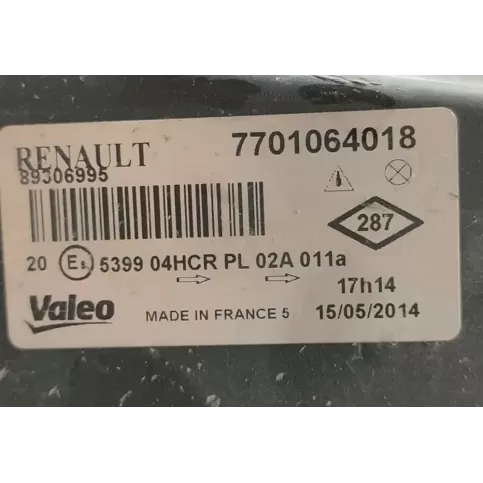 RENAULT 7701064018
89306995
287
20 E 5399 04HCR PL 02A 011a
17h14
Valeo MADE IN FRANCE 5 15/05/2014